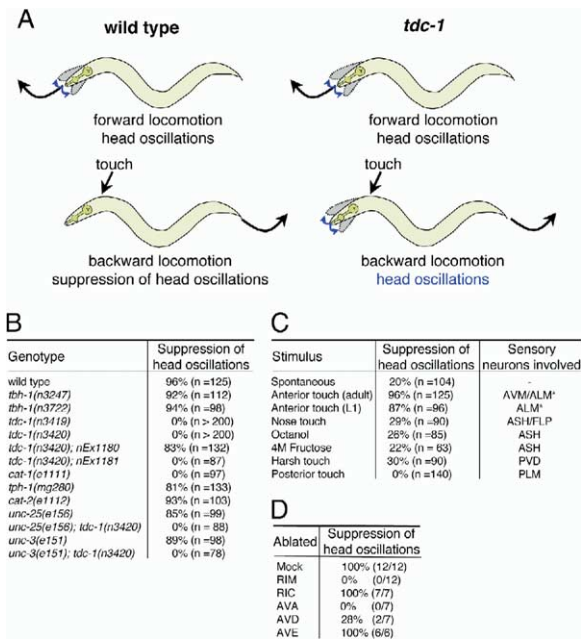 A
wild type
tdc-1
forward locomotion
head oscillations
forward locomotion
head oscillations
touch
touch
backward locomotion
suppression of head oscillations
backward locomotion
head oscillations
B
Genotype Suppression of head oscillations
wild type 96% (n =125)
tbh-1(n3247) 92% (n =112)
tbh-1(n3722) 94% (n =98)
tdc-1(n3419) 0% (n > 200)
tdc-1(n3420) 0% (n > 200)
tdc-1(n3420); nEx1180 83% (n =132)
tdc-1(n3420); nEx1181 0% (n =87)
cat-1(e1111) 0% (n =97)
tph-1(mg280) 81% (n =133)
cat-2(e1112) 93% (n =103)
unc-25(e156) 85% (n =99)
unc-25(e156); tdc-1(n3420) 0% (n = 88)
unc-3(e151) 89% (n =98)
unc-3(e151); tdc-1(n3420) 0% (n =78)
C
Stimulus Suppression of head oscillations Sensory neurons involved
Spontaneous 20% (n =104) -
Anterior touch (adult) 96% (n =125) AVM/ALM*
Anterior touch (L1) 87% (n =96) ALM*
Nose touch 29% (n =90) ASH/FLP
Octanol 26% (n =85) ASH
4M Fructose 22% (n = 63) ASH
Harsh touch 30% (n =90) PVD
Posterior touch 0% (n =140) PLM
D
Ablated Suppression of head oscillations
Mock 100% (12/12)
RIM 0% (0/12)
RIC 100% (7/7)
AVA 0% (0/7)
AVD 28% (2/7)
AVE 100% (6/6)